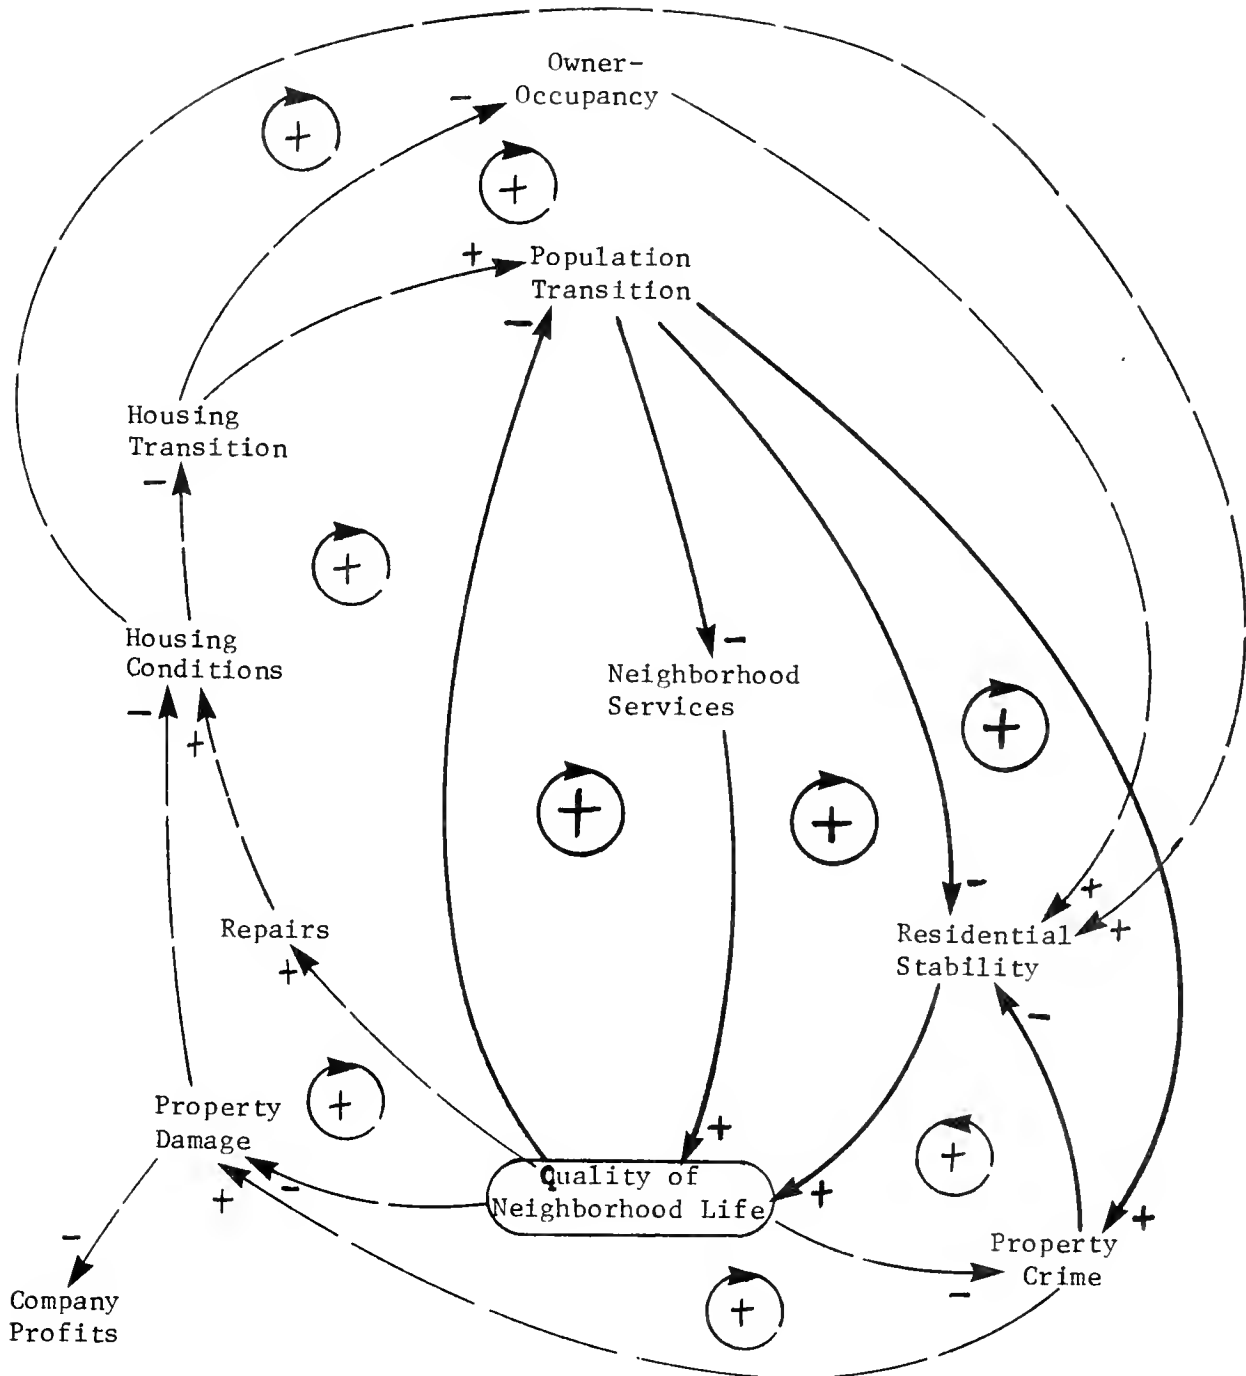 Owner-
Occupancy
-
+
+
+
Population
Transition
-
Housing
Transition
-
+
Housing
Conditions
-
+
-
Neighborhood
Services
+
+
+
-
+
+
Repairs
+
Residential
Stability
-
Property
Damage
+
+
+
-
+
Quality of
Neighborhood Life
+
+
Property
Crime
-
-
+
Company
Profits